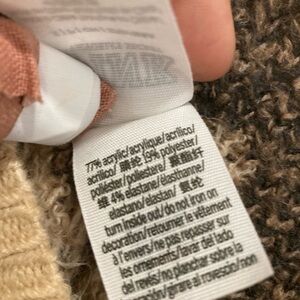 77% acrylic/acrylique/acrílico/
acrilico/ 腈纶 19% polyester/
poliéster/poliestere/ 聚酯纤
维 4% elastane/élasthanne/
elastano/elastan/ 氨纶
turn inside out/do not iron on
decoration/retourner le vêtement
à l'envers/ne pas repasser sur
les ornements/lavar del lado
del revés/no planchar sobre la
/girare al rovescio/non